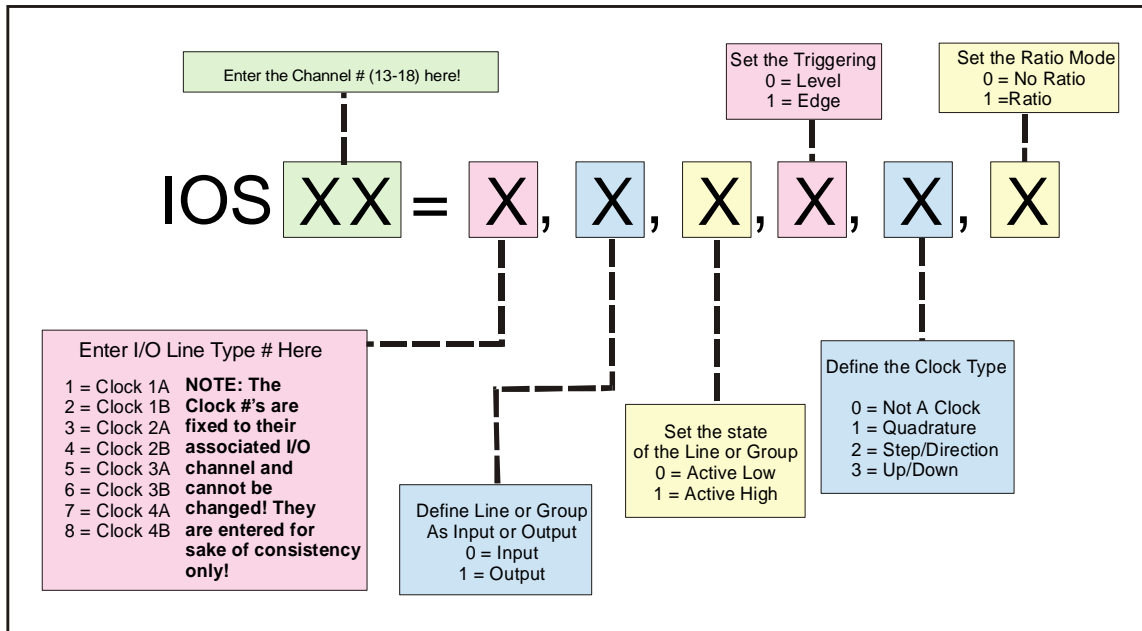 Enter the Channel # (13-18) here!
Set the Triggering
0 = Level
1 = Edge
Set the Ratio Mode
0 = No Ratio
1 =Ratio
IOS XX = X, X, X, X, X, X
Enter I/O Line Type # Here
1 = Clock 1A
2 = Clock 1B
3 = Clock 2A
4 = Clock 2B
5 = Clock 3A
6 = Clock 3B
7 = Clock 4A
8 = Clock 4B
NOTE: The
Clock #'s are
fixed to their
associated I/O
channel and
cannot be
changed! They
are entered for
sake of consistency
only!
Define Line or Group
As Input or Output
0 = Input
1 = Output
Set the state
of the Line or Group
0 = Active Low
1 = Active High
Define the Clock Type
0 = Not A Clock
1 = Quadrature
2 = Step/Direction
3 = Up/Down